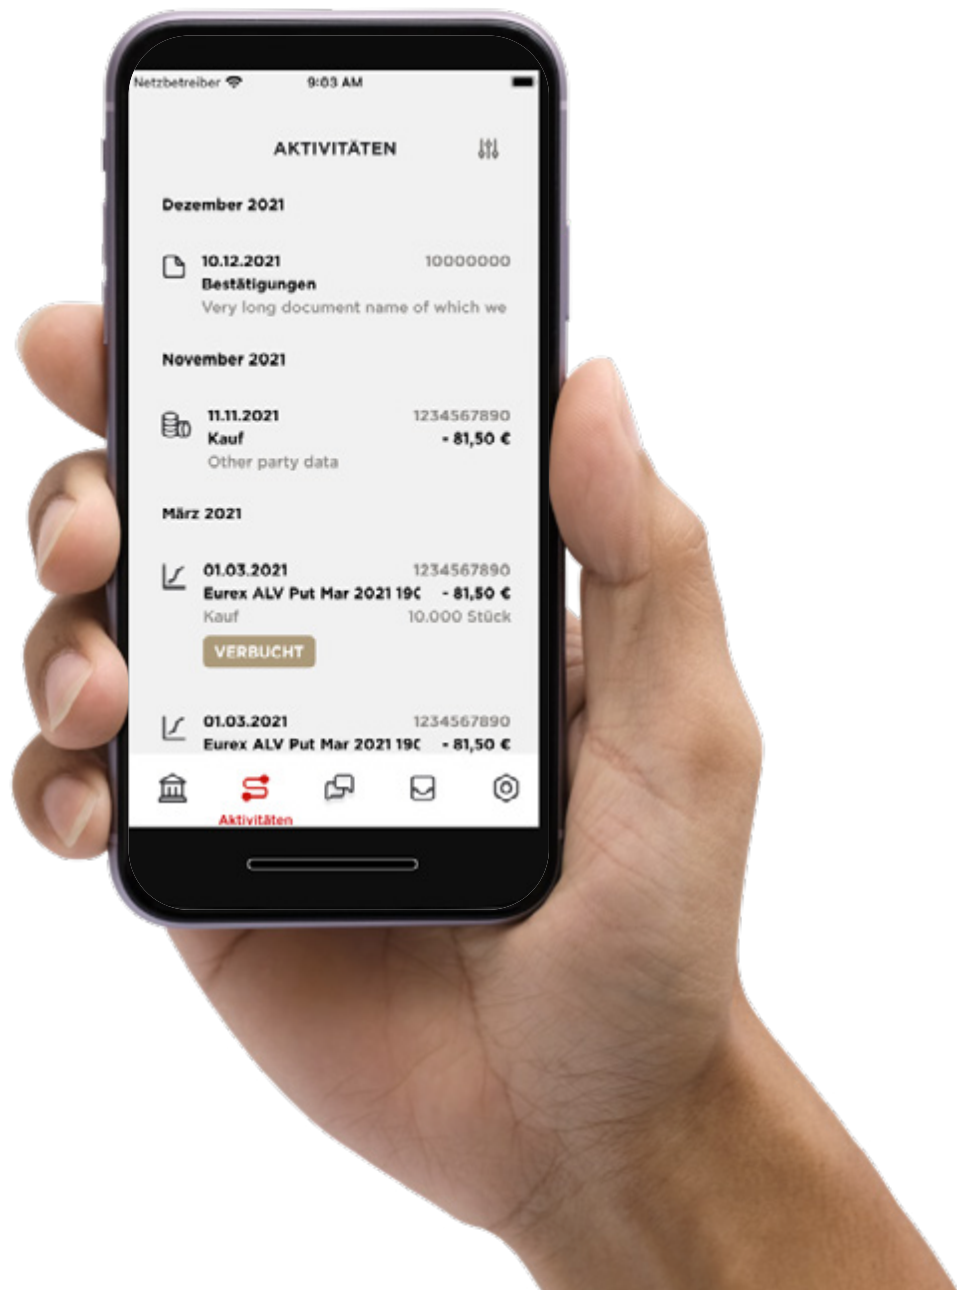 Netzbetreiber 9:03 AM
AKTIVITÄTEN
Dezember 2021
10.12.2021 10000000
Bestätigungen
Very long document name of which we
November 2021
11.11.2021 1234567890
Kauf - 81,50 €
Other party data
März 2021
01.03.2021 1234567890
Eurex ALV Put Mar 2021 - 81,50 €
Kauf 10.000 Stück
VERBUCHT
01.03.2021 1234567890
Eurex ALV Put Mar 2021 - 81,50 €
Aktivitäten